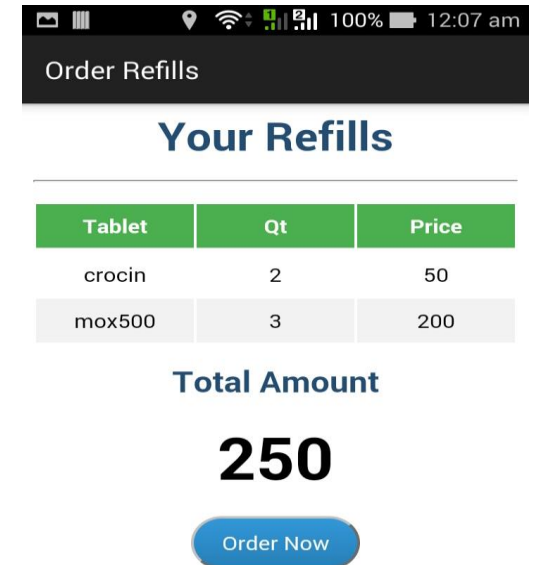 100% 12:07 am
Order Refills
Your Refills
Tablet Qt Price
crocin 2 50
mox500 3 200
Total Amount
250
Order Now